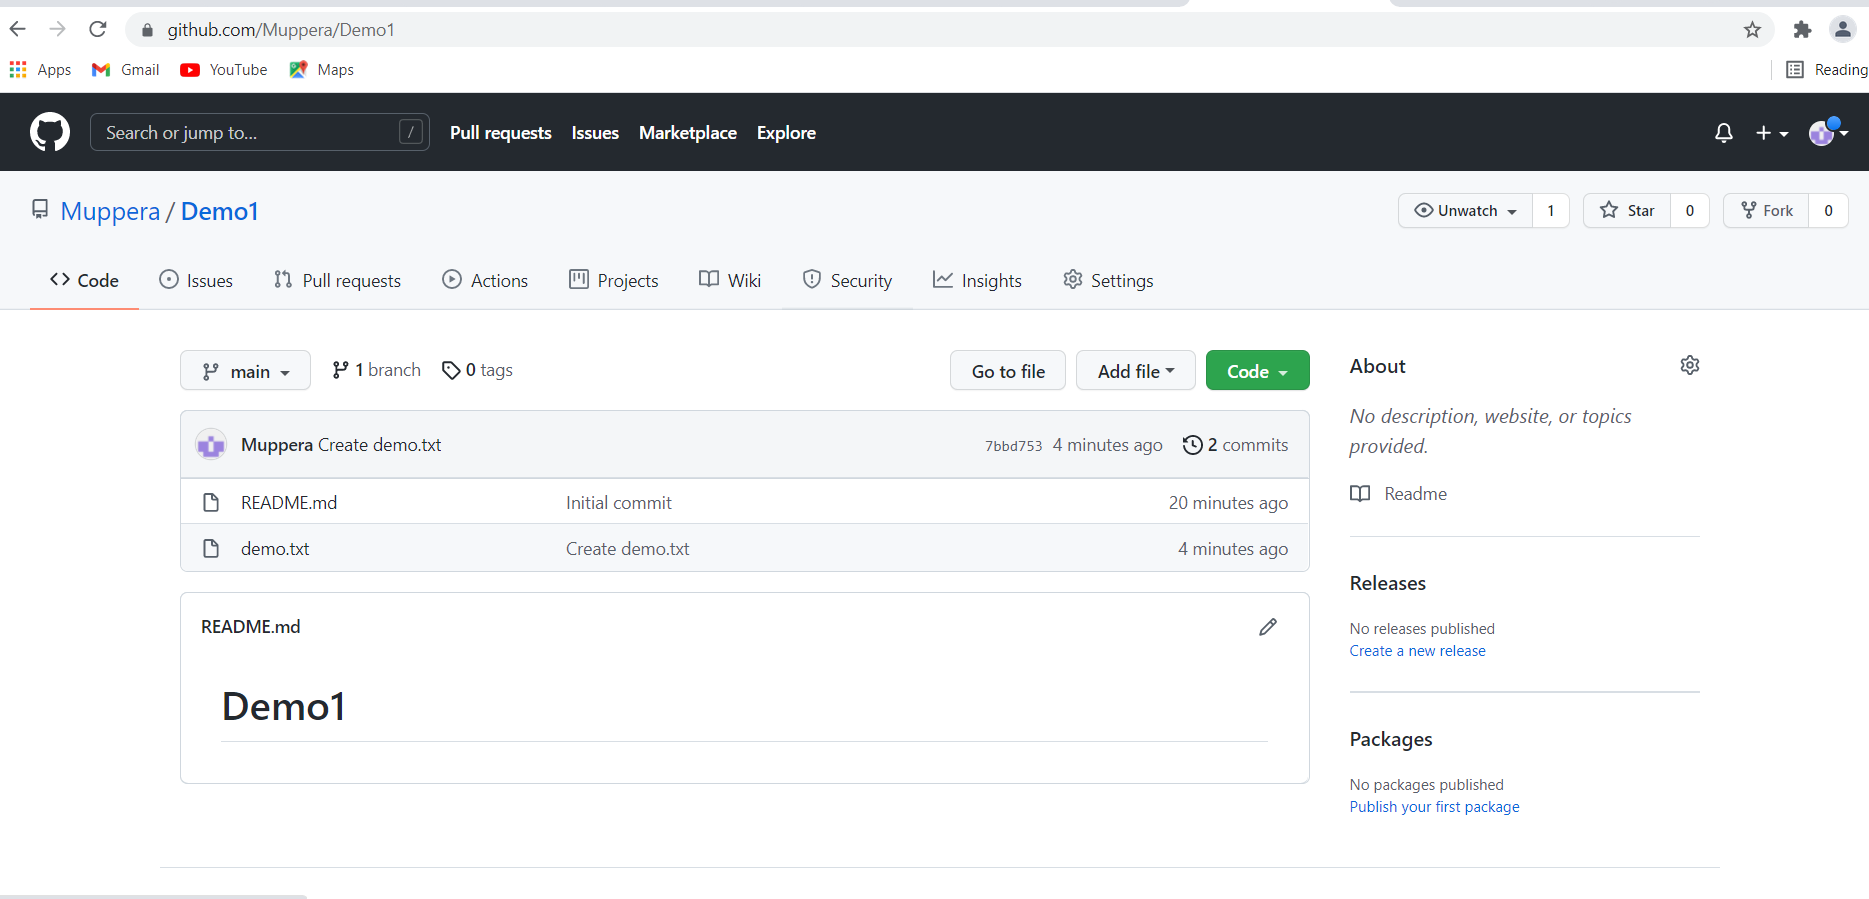 github.com/Muppera/Demo1
Apps Gmail YouTube Maps Reading
Search or jump to... / Pull requests Issues Marketplace Explore
Muppera / Demo1 Unwatch 1 Star 0 Fork 0
Code Issues Pull requests Actions Projects Wiki Security Insights Settings
main 1 branch 0 tags Go to file Add file Code
Muppera Create demo.txt 7bbd753 4 minutes ago 2 commits
README.md Initial commit 20 minutes ago
demo.txt Create demo.txt 4 minutes ago
README.md
Demo1
About
No description, website, or topics
provided.
Readme
Releases
No releases published
Create a new release
Packages
No packages published
Publish your first package